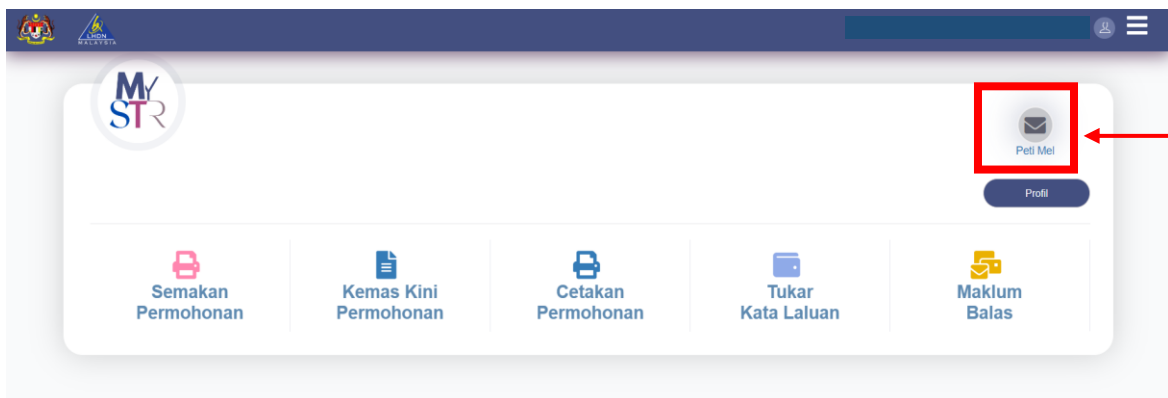 LHDN
MALAYSIA
MY
STR
Peti Mel
Profil
Semakan
Permohonan
Kemas Kini
Permohonan
Cetakan
Permohonan
Tukar
Kata Laluan
Maklum
Balas